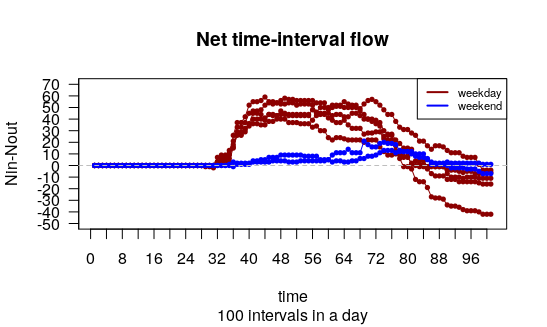 Net time-interval flow
weekday
weekend
NIn-Nout
70
60
50
40
30
20
10
0
-10
-20
-30
-40
-50
0 8 16 24 32 40 48 56 64 72 80 88 96
time
100 intervals in a day